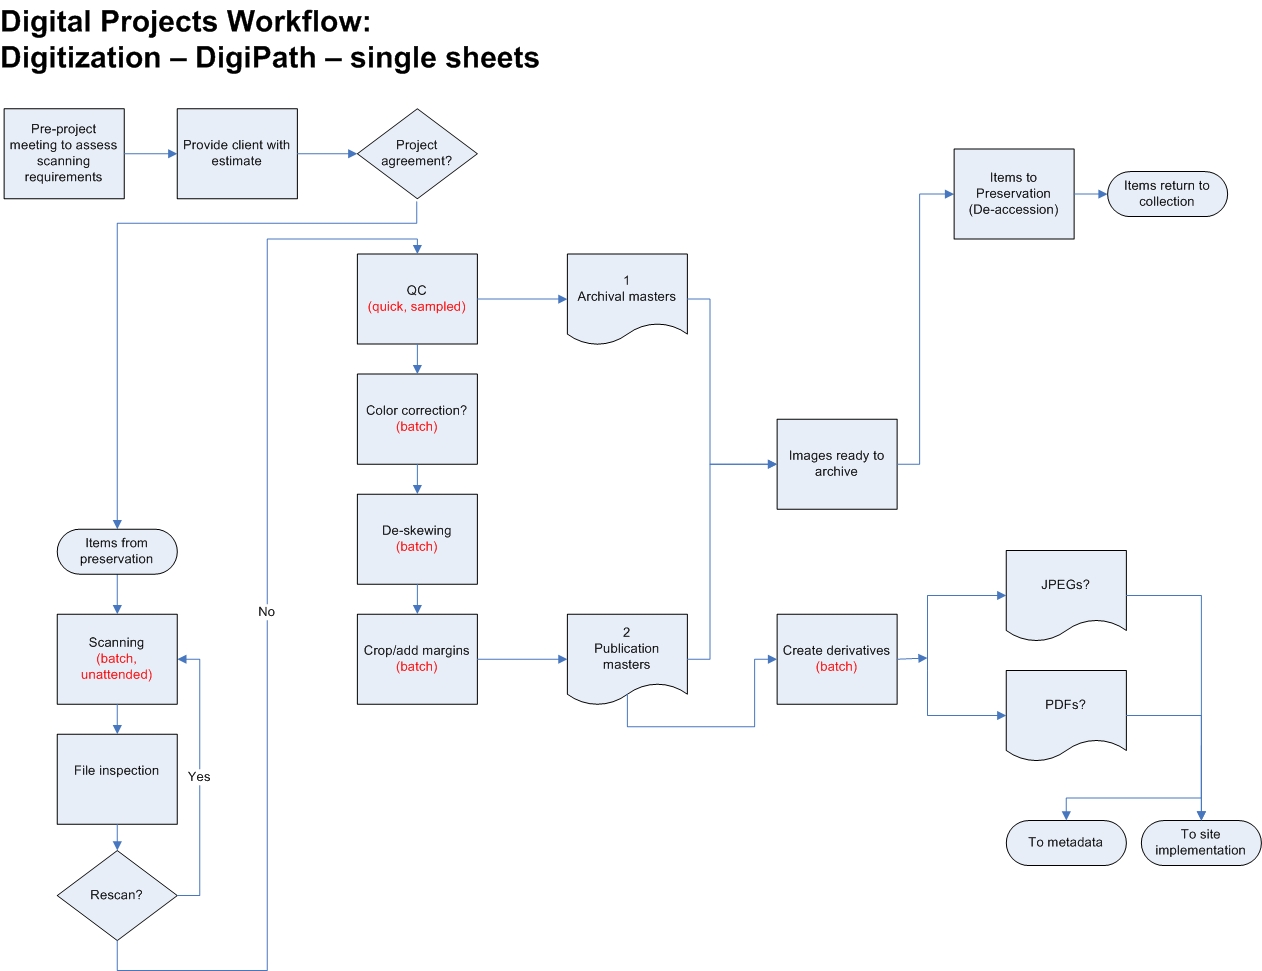 Digital Projects Workflow:
Digitization – DigiPath – single sheets
Pre-project
meeting to assess
scanning
requirements
Provide client with
estimate
Project
agreement?
Items to
Preservation
(De-accession)
Items return to
collection
QC
(quick, sampled)
1
Archival masters
Color correction?
(batch)
Images ready to
archive
De-skewing
(batch)
Items from
preservation
No
Scanning
(batch,
unattended)
Crop/add margins
(batch)
2
Publication
masters
Create derivatives
(batch)
JPEGs?
PDFs?
File inspection
Yes
Rescan?
To metadata
To site
implementation